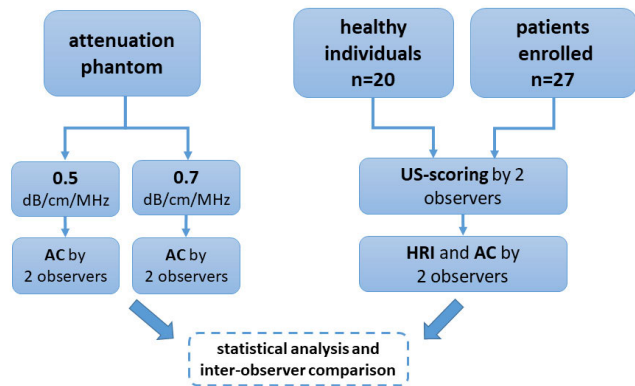 attenuation
phantom
healthy
individuals
n=20
patients
enrolled
n=27
0.5
dB/cm/MHz
0.7
dB/cm/MHz
US-scoring by 2
observers
AC by
2 observers
AC by
2 observers
HRI and AC by
2 observers
statistical analysis and
inter-observer comparison